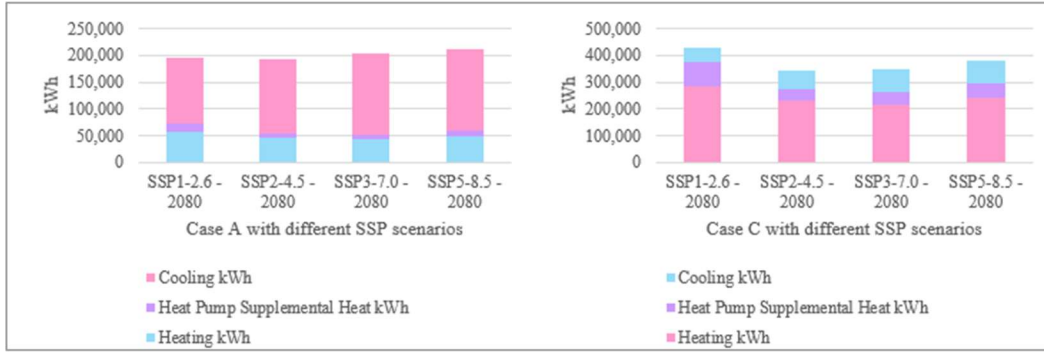 250,000
200,000
150,000
100,000
50,000
0
kWh
SSP1-2.6 -
2080
SSP2-4.5 -
2080
SSP3-7.0 -
2080
SSP5-8.5 -
2080
Case A with different SSP scenarios
Cooling kWh
Heat Pump Supplemental Heat kWh
Heating kWh
500,000
400,000
300,000
200,000
100,000
0
kWh
SSP1-2.6 -
2080
SSP2-4.5 -
2080
SSP3-7.0 -
2080
SSP5-8.5 -
2080
Case C with different SSP scenarios
Cooling kWh
Heat Pump Supplemental Heat kWh
Heating kWh